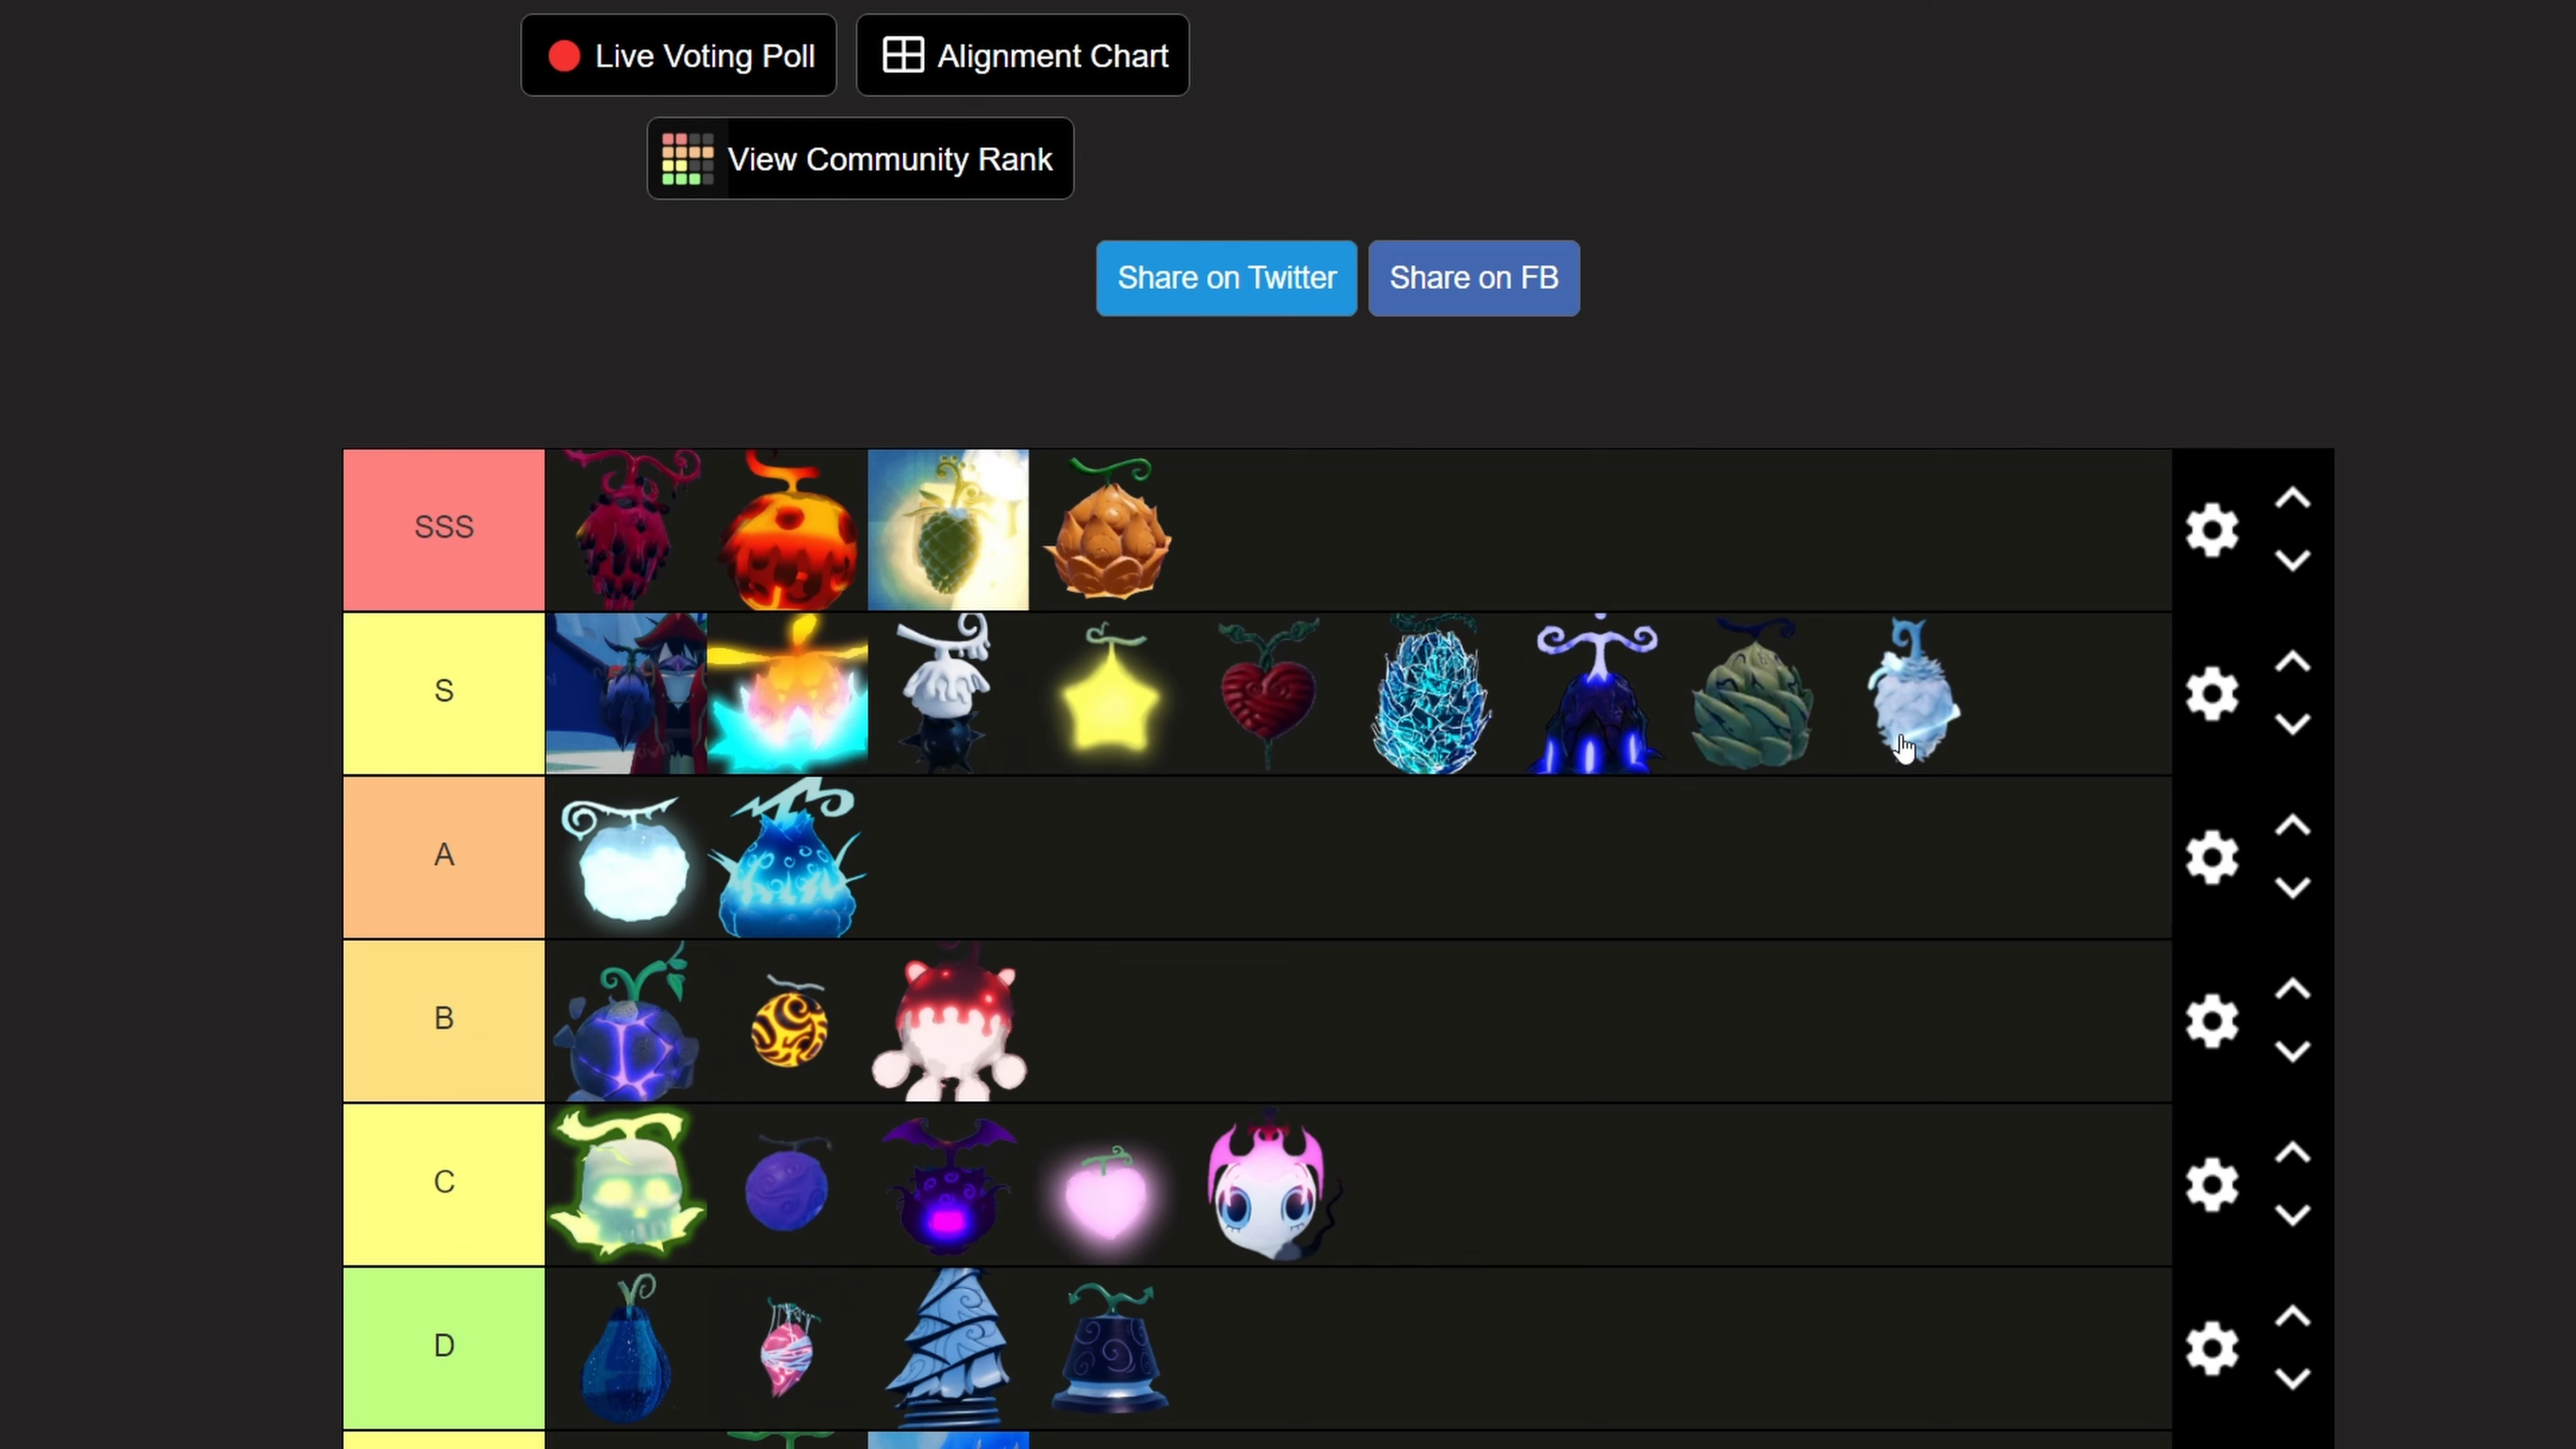 Live Voting Poll
Alignment Chart
View Community Rank
Share on Twitter
Share on FB
SSS
S
A
B
C
D